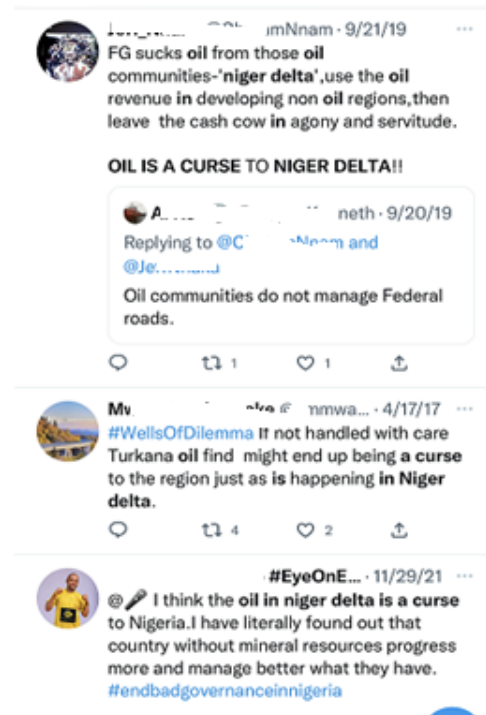 mNnam · 9/21/19
FG sucks oil from those oil
communities-'niger delta',use the oil
revenue in developing non oil regions,then
leave the cash cow in agony and servitude.
OIL IS A CURSE TO NIGER DELTA!!
neth · 9/20/19
Replying to and
Oil communities do not manage Federal
roads.
1 1
4/17/17
#WellsOfDilemma If not handled with care
Turkana oil find might end up being a curse
to the region just as is happening in Niger
delta.
4 2
#EyeOnE... · 11/29/21
@🎤 I think the oil in niger delta is a curse
to Nigeria.I have literally found out that
country without mineral resources progress
more and manage better what they have.
#endbadgovernanceinnigeria